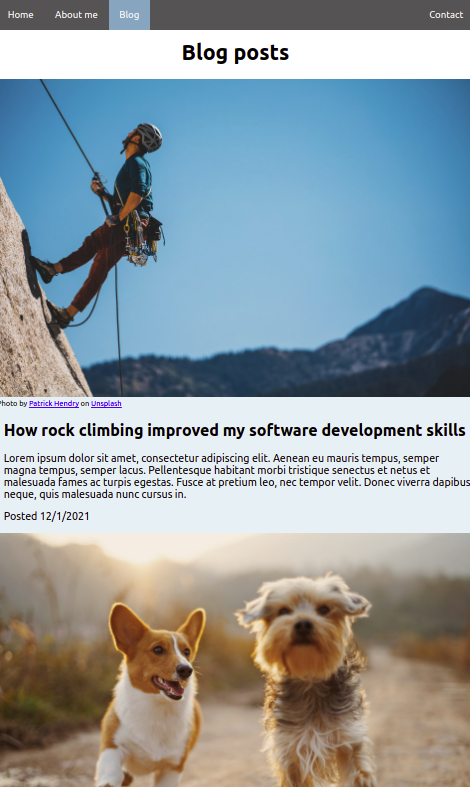 Home About me Blog Contact
Blog posts
Photo by Patrick Hendry on Unsplash
How rock climbing improved my software development skills
Lorem ipsum dolor sit amet, consectetur adipiscing elit. Aenean eu mauris tempus, semper
magna tempus, semper lacus. Pellentesque habitant morbi tristique senectus et netus et
malesuada fames ac turpis egestas. Fusce at pretium leo, nec tempor velit. Donec viverra dapibus
neque, quis malesuada nunc cursus in.
Posted 12/1/2021